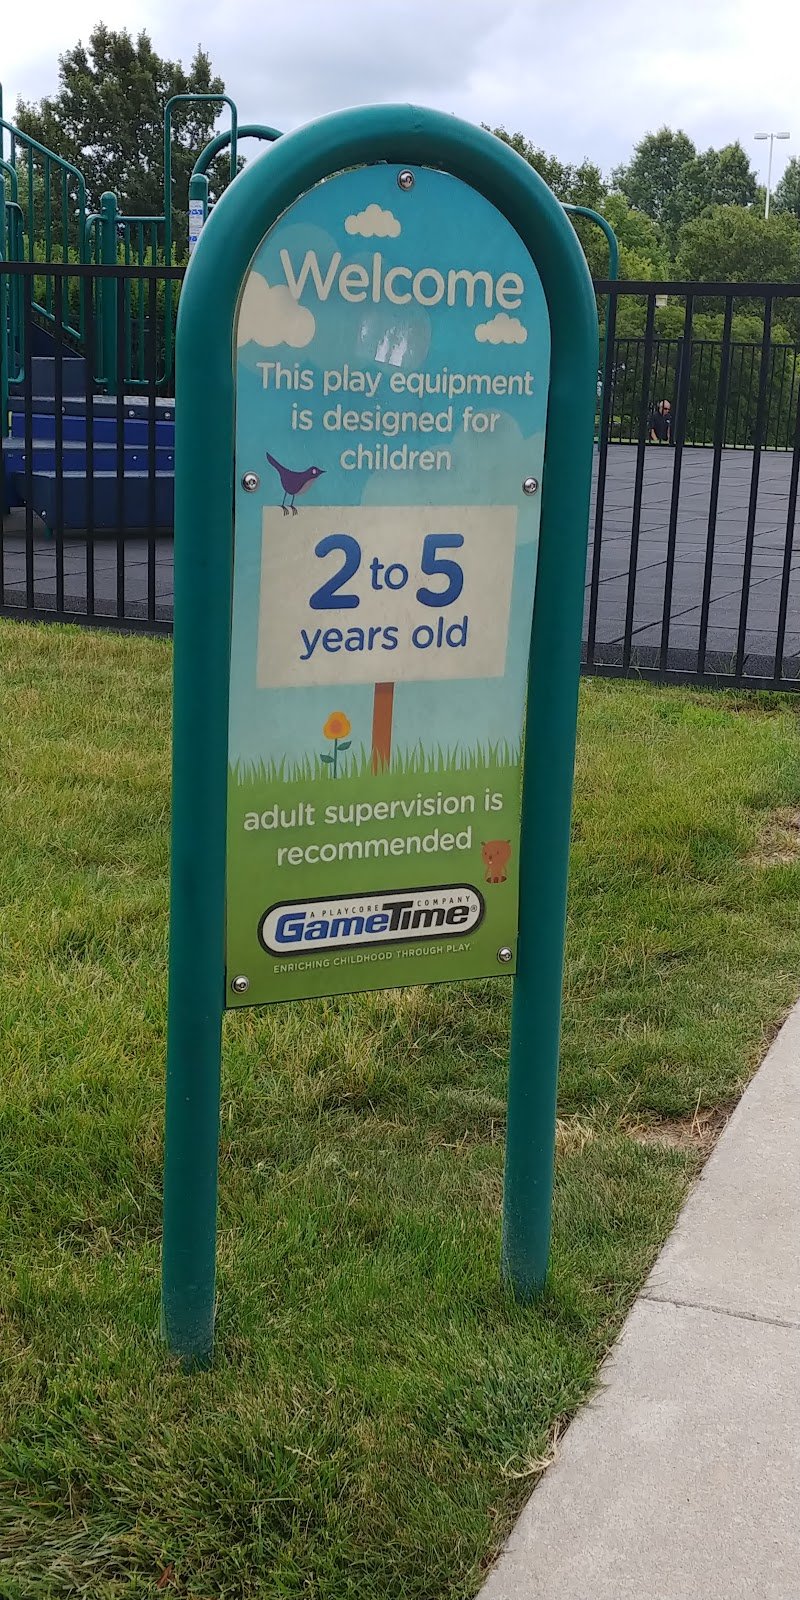 Welcome
This play equipment
is designed for
children
2 to 5
years old
adult supervision is
recommended
A PLAYCORE COMPANY
GameTime®
ENRICHING CHILDHOOD THROUGH PLAY.